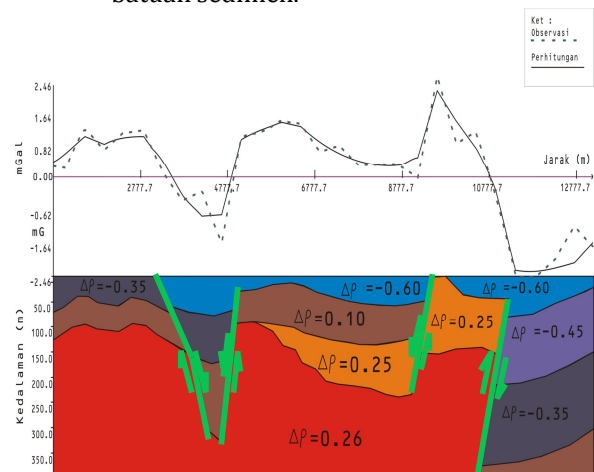 batuan sedimen.
Ket :
Observasi
Perhitungan
2.46
1.64
0.82
0.00
-0.62
-1.64
-2.46
mGal
mG
Jarak (m)
2777.7
4777.7
6777.7
8777.7
10777.7
12777.7
Kedalaman (m)
50.0
100.0
150.0
200.0
250.0
300.0
350.0
Δρ=-0.35
Δρ=-0.60
Δρ=-0.60
Δρ=0.10
Δρ=0.25
Δρ=-0.45
Δρ=0.25
Δρ=-0.35
Δρ=0.26